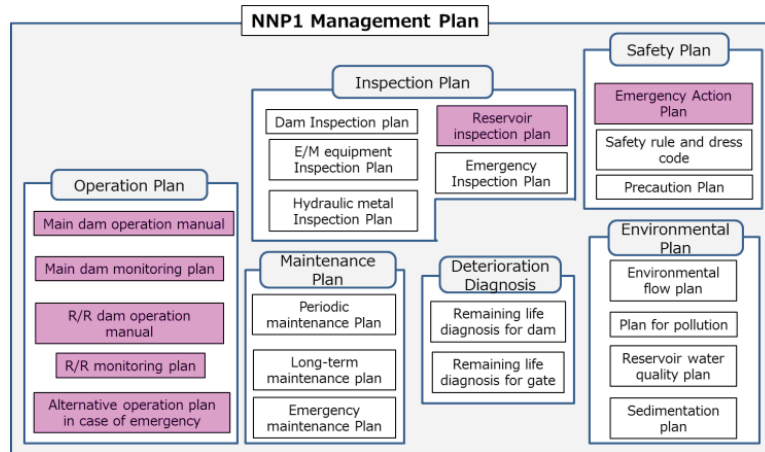 NNP1 Management Plan
Safety Plan
Emergency Action
Plan
Safety rule and dress
code
Precaution Plan
Inspection Plan
Dam Inspection plan
E/M equipment
Inspection Plan
Hydraulic metal
Inspection Plan
Reservoir
inspection plan
Emergency
Inspection Plan
Operation Plan
Main dam operation manual
Main dam monitoring plan
R/R dam operation
manual
R/R monitoring plan
Alternative operation plan
in case of emergency
Maintenance
Plan
Periodic
maintenance Plan
Long-term
maintenance plan
Emergency
maintenance Plan
Deterioration
Diagnosis
Remaining life
diagnosis for dam
Remaining life
diagnosis for gate
Environmental
Plan
Environmental
flow plan
Plan for pollution
Reservoir water
quality plan
Sedimentation
plan